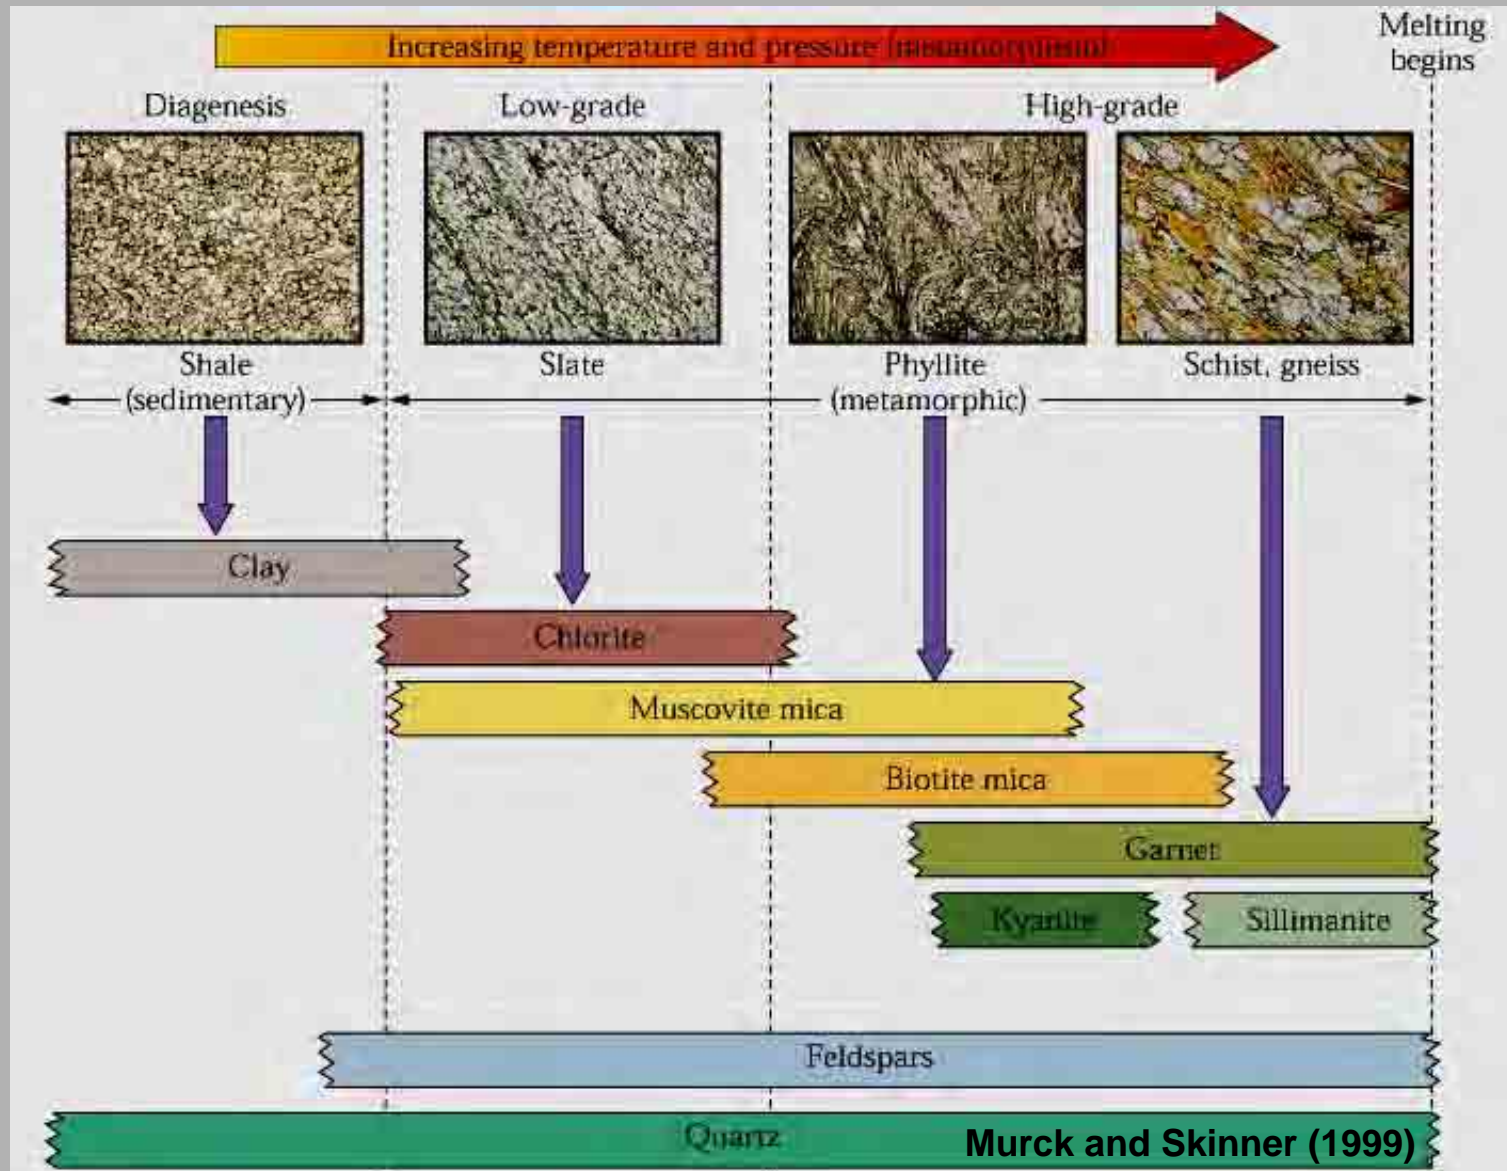 Increasing temperature and pressure (metamorphism)
Melting
begins
Diagenesis
Low-grade
High-grade
Shale
(sedimentary)
Slate
Phyllite
(metamorphic)
Schist, gneiss
Clay
Chlorite
Muscovite mica
Biotite mica
Garnet
Kyanite
Sillimanite
Feldspars
Quartz
Murck and Skinner (1999)